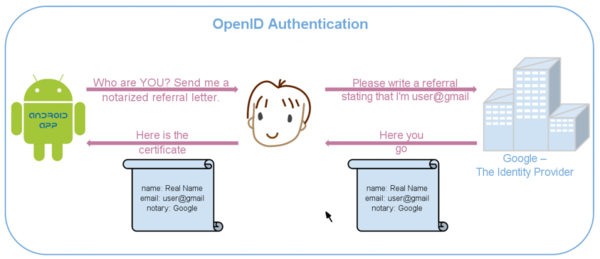 OpenID Authentication
Who are YOU? Send me a
notarized referral letter.
Please write a referral
stating that I'm user@gmail
ANDROID
APP
Here is the
certificate
Here you
go
Google –
The Identity Provider
name: Real Name
email: user@gmail
notary: Google
name: Real Name
email: user@gmail
notary: Google